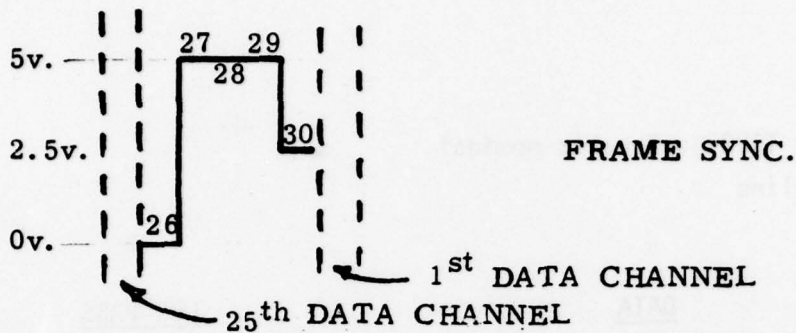 27 29
5v.
28
30
2.5v.
FRAME SYNC.
26
0v.
1st DATA CHANNEL
25th DATA CHANNEL